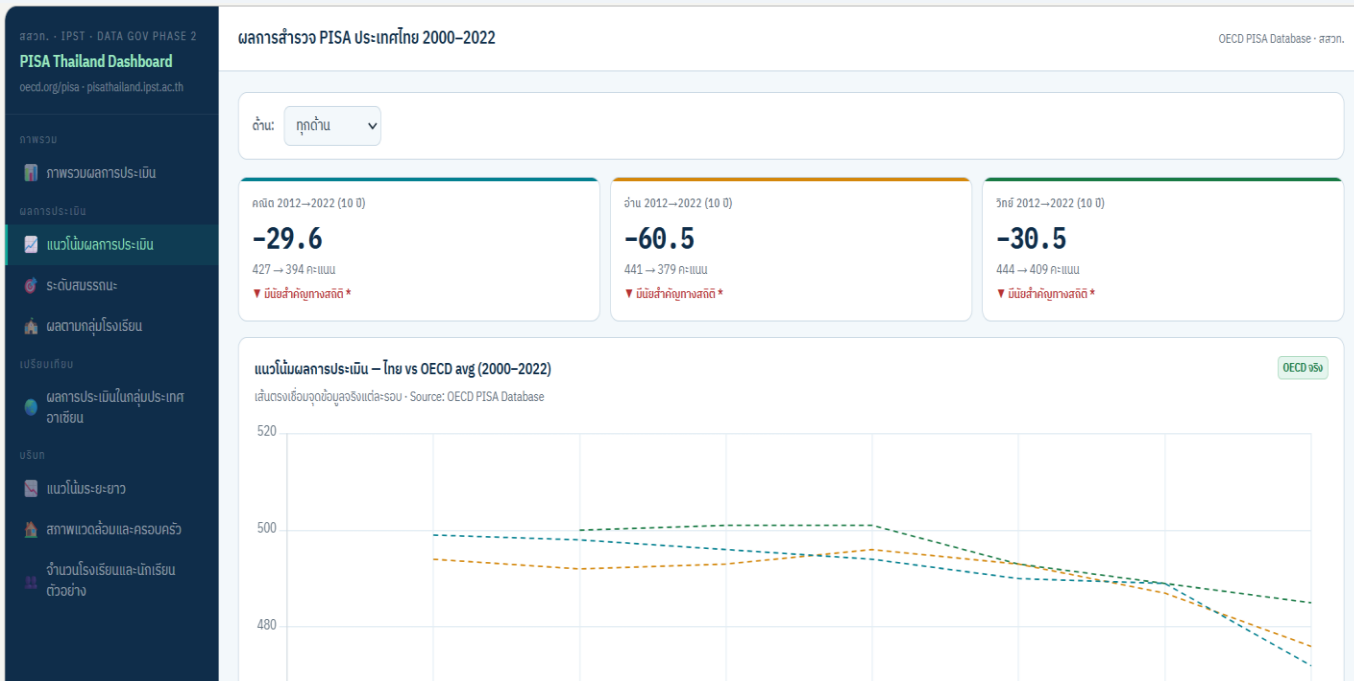 สสวท. · IPST · DATA GOV PHASE 2
PISA Thailand Dashboard
oecd.org/pisa · pisathailand.ipst.ac.th
ภาพรวม
ภาพรวมผลการประเมิน
ผลการประเมิน
แนวโน้มผลการประเมิน
ระดับสมรรถนะ
ผลตามกลุ่มโรงเรียน
เปรียบเทียบ
ผลการประเมินในกลุ่มประเทศ
อาเซียน
บริบท
แนวโน้มระยะยาว
สภาพแวดล้อมและครอบครัว
จำนวนโรงเรียนและนักเรียน
ตัวอย่าง
ผลการสำรวจ PISA ประเทศไทย 2000–2022
OECD PISA Database · สสวท.
ด้าน: ทุกด้าน
คณิต 2012→2022 (10 ปี)
-29.6
427 → 394 คะแนน
▼ มีนัยสำคัญทางสถิติ *
อ่าน 2012→2022 (10 ปี)
-60.5
441 → 379 คะแนน
▼ มีนัยสำคัญทางสถิติ *
วิทย์ 2012→2022 (10 ปี)
-30.5
444 → 409 คะแนน
▼ มีนัยสำคัญทางสถิติ *
แนวโน้มผลการประเมิน — ไทย vs OECD avg (2000–2022)
OECD จริง
เส้นตรงเชื่อมจุดข้อมูลจริงแต่ละรอบ · Source: OECD PISA Database
520
500
480